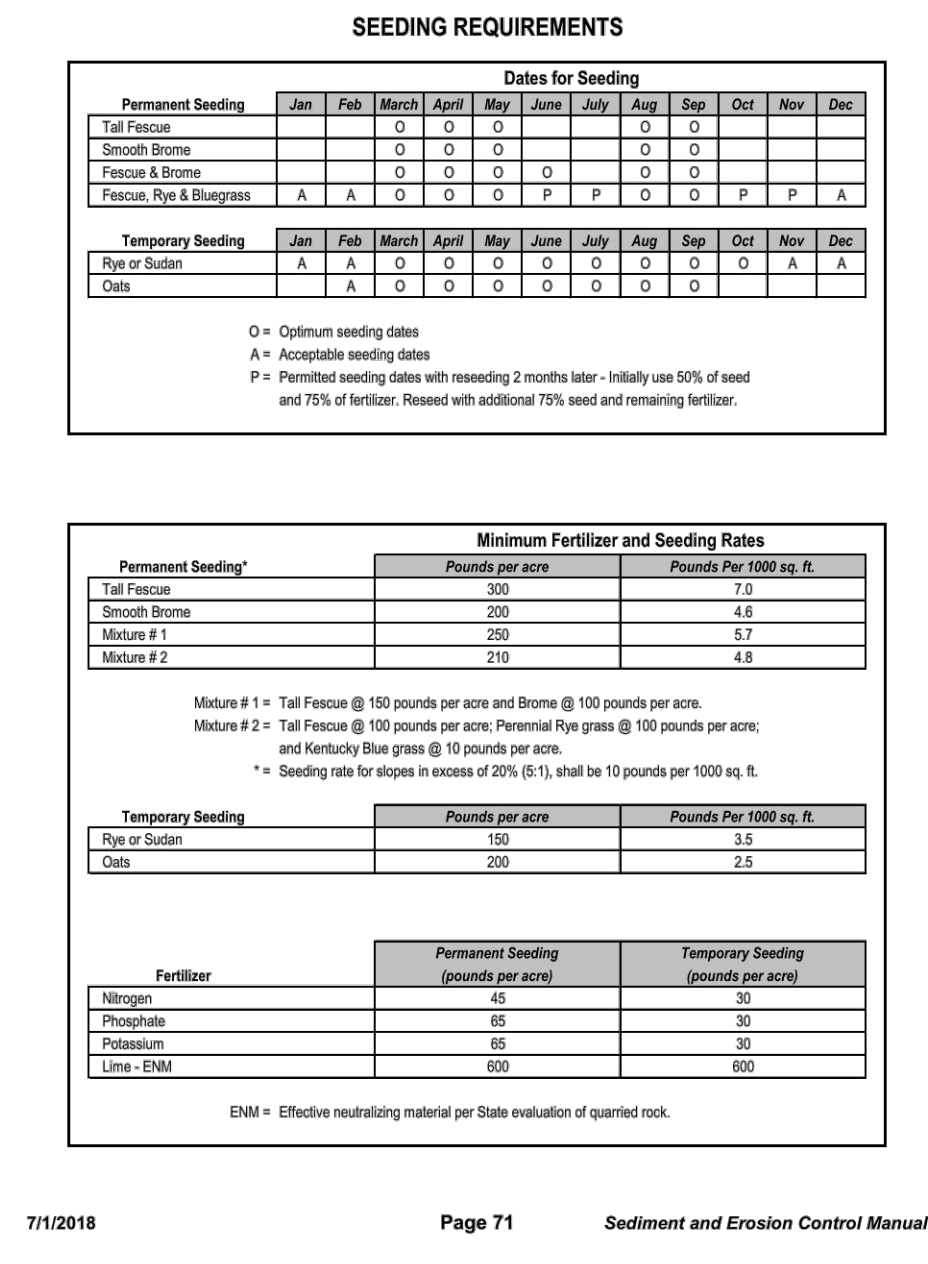 SEEDING REQUIREMENTS
Dates for Seeding
Permanent Seeding Jan Feb March April May June July Aug Sep Oct Nov Dec
Tall Fescue O O O O O
Smooth Brome O O O O O
Fescue & Brome O O O O O O
Fescue, Rye & Bluegrass A A O O O P P O O P P A
Temporary Seeding Jan Feb March April May June July Aug Sep Oct Nov Dec
Rye or Sudan A A O O O O O O O O A A
Oats A O O O O O O O
O = Optimum seeding dates
A = Acceptable seeding dates
P = Permitted seeding dates with reseeding 2 months later - Initially use 50% of seed
and 75% of fertilizer. Reseed with additional 75% seed and remaining fertilizer.
Minimum Fertilizer and Seeding Rates
Permanent Seeding* Pounds per acre Pounds Per 1000 sq. ft.
Tall Fescue 300 7.0
Smooth Brome 200 4.6
Mixture # 1 250 5.7
Mixture # 2 210 4.8
Mixture # 1 = Tall Fescue @ 150 pounds per acre and Brome @ 100 pounds per acre.
Mixture # 2 = Tall Fescue @ 100 pounds per acre; Perennial Rye grass @ 100 pounds per acre;
and Kentucky Blue grass @ 10 pounds per acre.
* = Seeding rate for slopes in excess of 20% (5:1), shall be 10 pounds per 1000 sq. ft.
Temporary Seeding Pounds per acre Pounds Per 1000 sq. ft.
Rye or Sudan 150 3.5
Oats 200 2.5
Permanent Seeding Temporary Seeding
Fertilizer (pounds per acre) (pounds per acre)
Nitrogen 45 30
Phosphate 65 30
Potassium 65 30
Lime - ENM 600 600
ENM = Effective neutralizing material per State evaluation of quarried rock.
7/1/2018 Page 71 Sediment and Erosion Control Manual